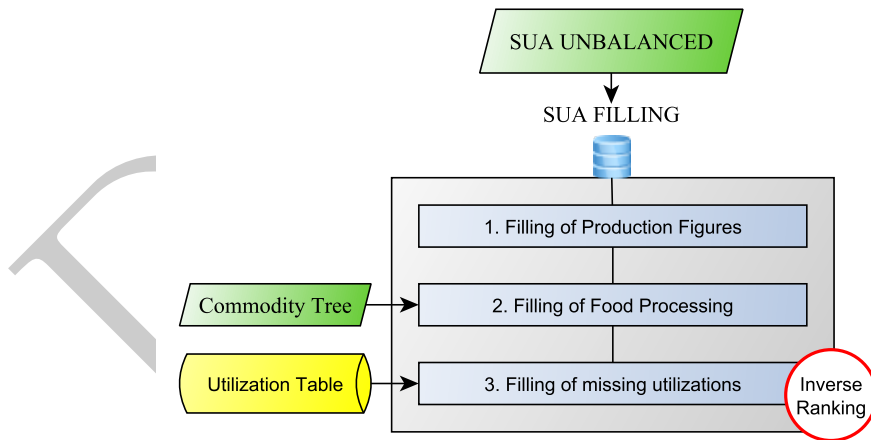 SUA UNBALANCED
SUA FILLING
1. Filling of Production Figures
Commodity Tree
2. Filling of Food Processing
Utilization Table
3. Filling of missing utilizations
Inverse
Ranking